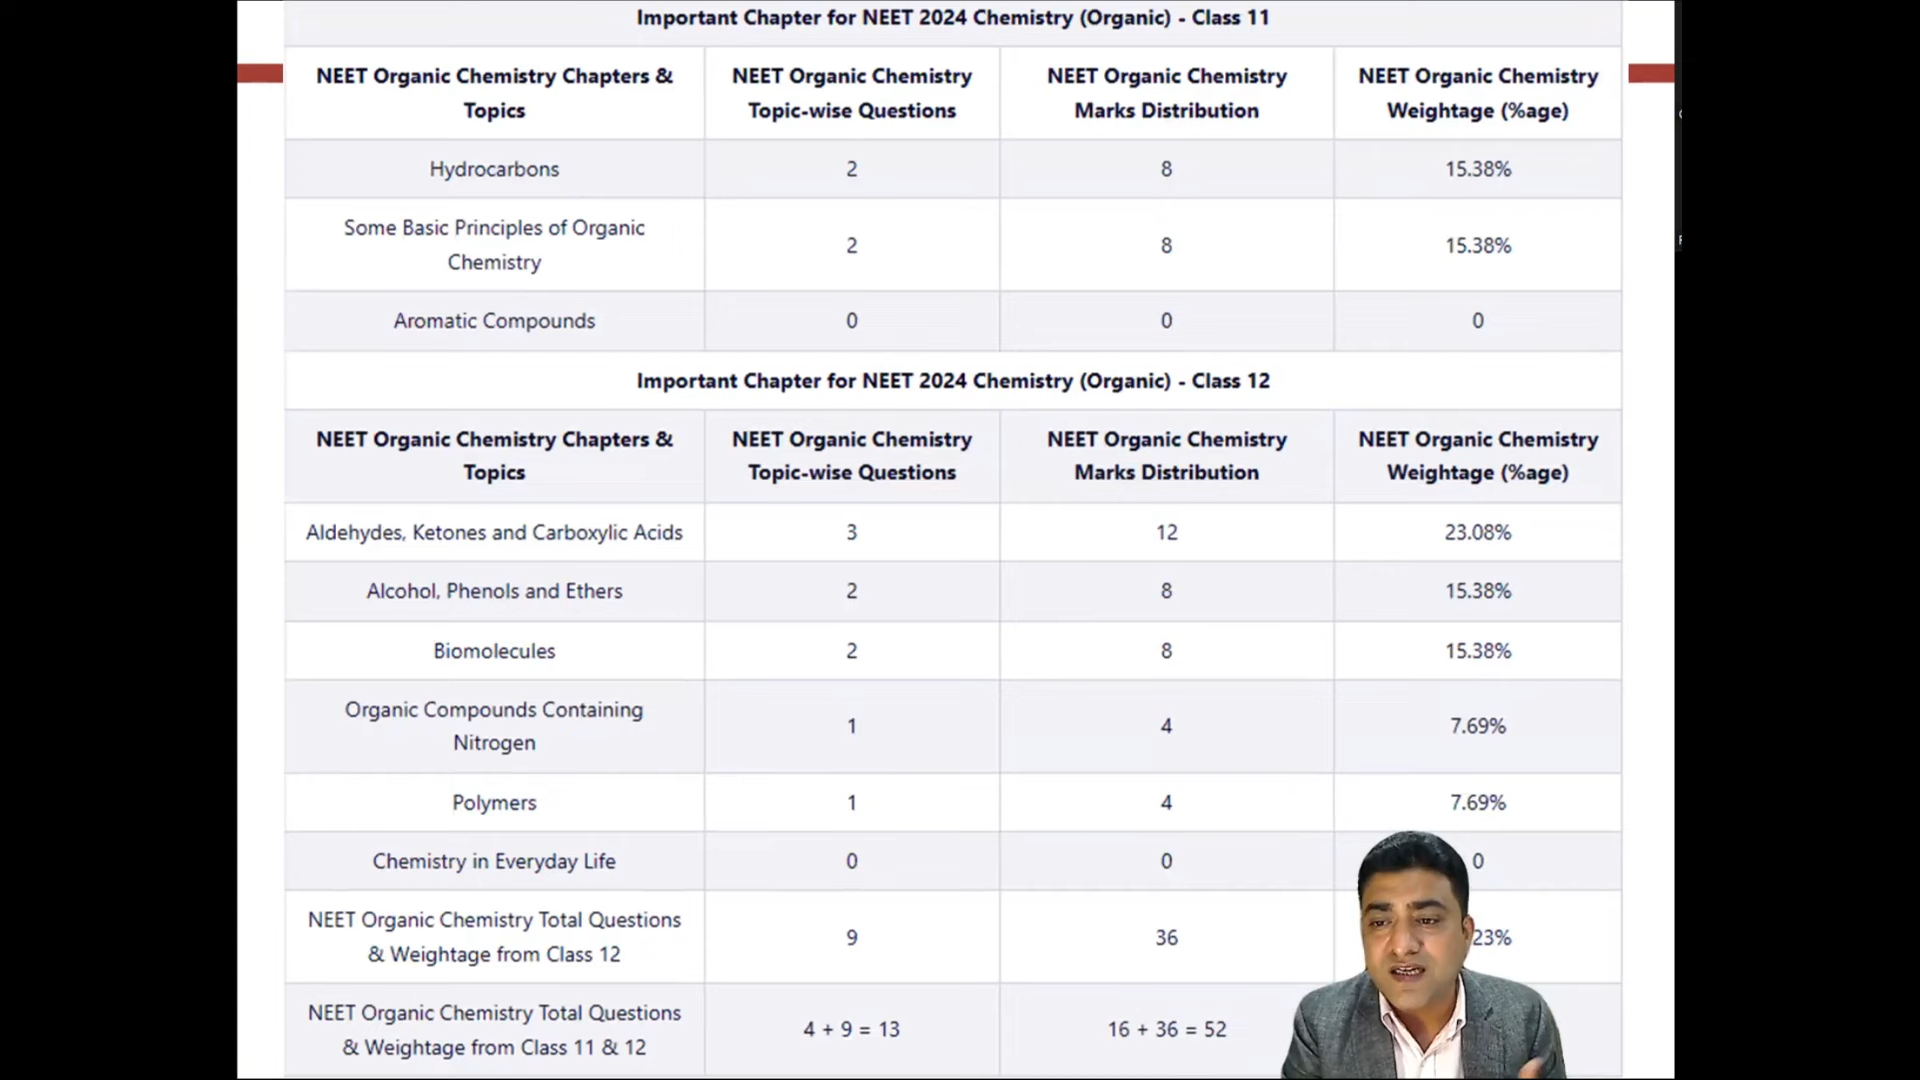 Important Chapter for NEET 2024 Chemistry (Organic) - Class 11
NEET Organic Chemistry Chapters &
Topics
NEET Organic Chemistry
Topic-wise Questions
NEET Organic Chemistry
Marks Distribution
NEET Organic Chemistry
Weightage (%age)
Hydrocarbons
2
8
15.38%
Some Basic Principles of Organic
Chemistry
2
8
15.38%
Aromatic Compounds
0
0
0
Important Chapter for NEET 2024 Chemistry (Organic) - Class 12
NEET Organic Chemistry Chapters &
Topics
NEET Organic Chemistry
Topic-wise Questions
NEET Organic Chemistry
Marks Distribution
NEET Organic Chemistry
Weightage (%age)
Aldehydes, Ketones and Carboxylic Acids
3
12
23.08%
Alcohol, Phenols and Ethers
2
8
15.38%
Biomolecules
2
8
15.38%
Organic Compounds Containing
Nitrogen
1
4
7.69%
Polymers
1
4
7.69%
Chemistry in Everyday Life
0
0
0
NEET Organic Chemistry Total Questions
& Weightage from Class 12
9
36
23%
NEET Organic Chemistry Total Questions
& Weightage from Class 11 & 12
4 + 9 = 13
16 + 36 = 52